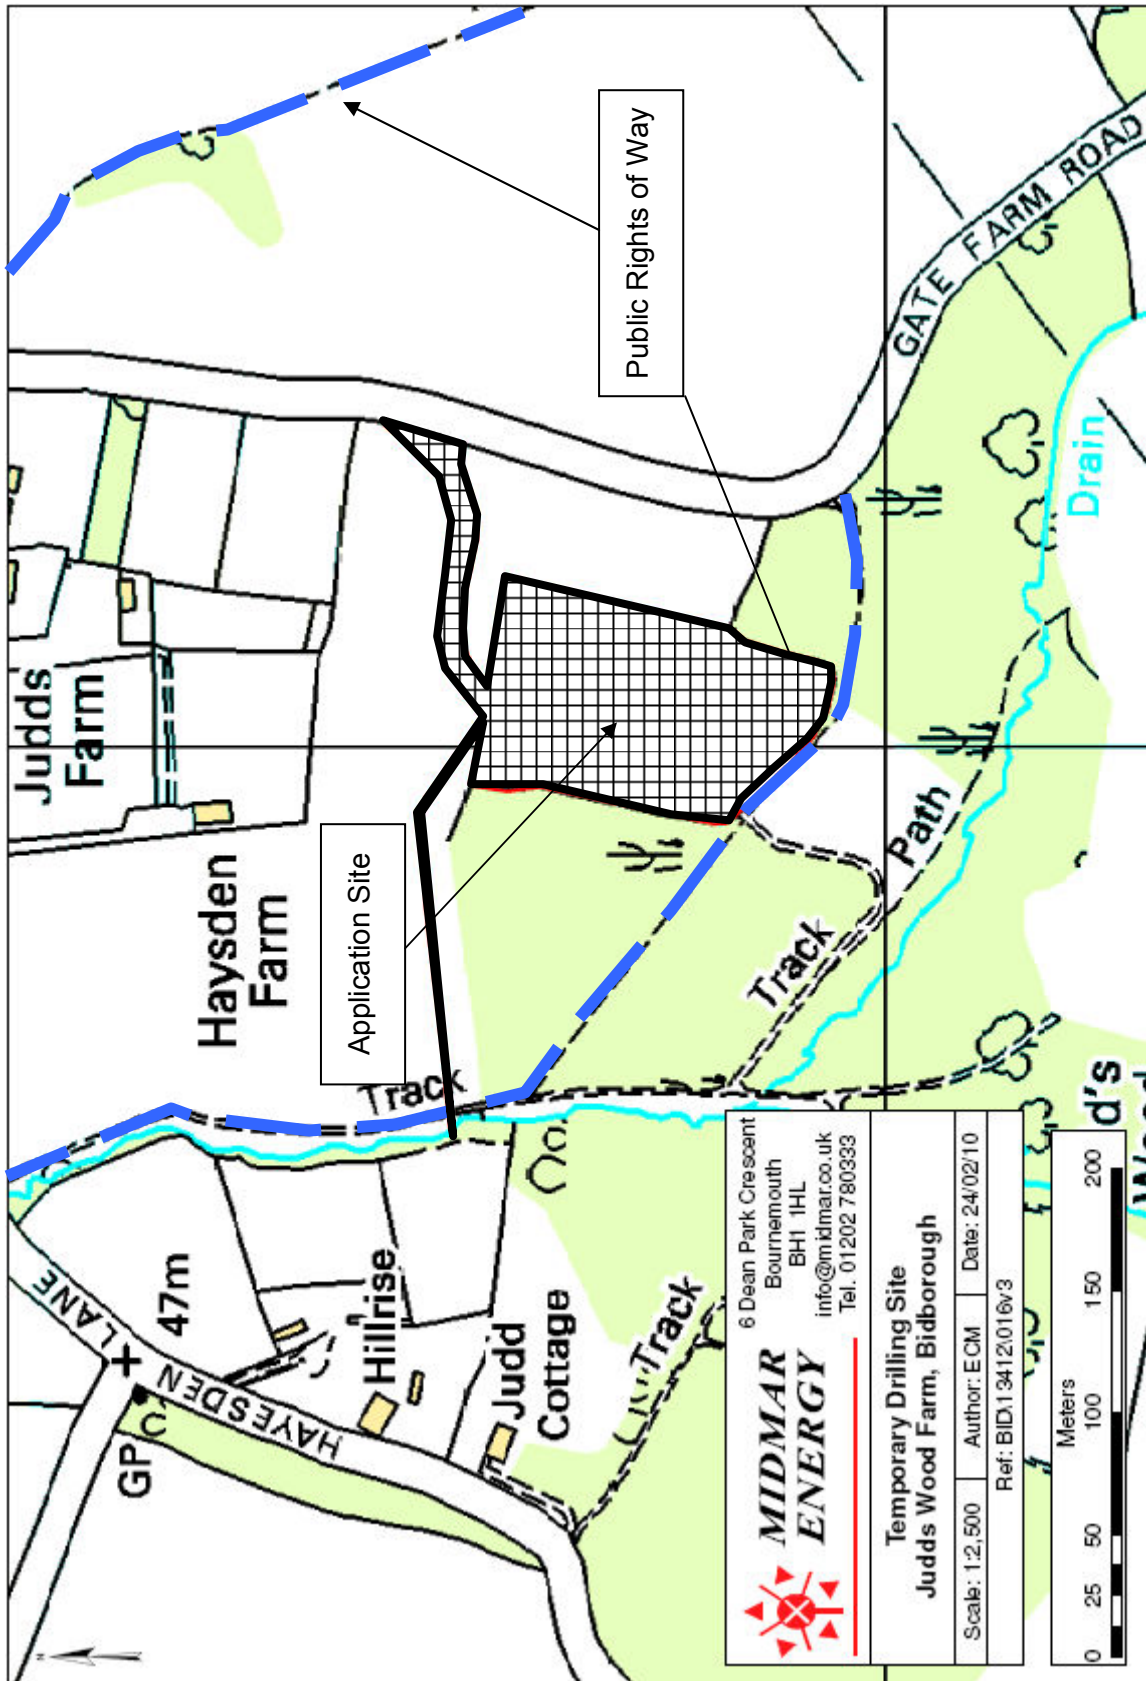 Public Rights of Way
GATE FARM ROAD
Judds
Farm
Haysden
Farm
Application Site
Drain
Path
Track
Track
47m
HAYESDEN LANE
GP
Hillrise
Judd
Cottage
Track
d's
MIDMAR
ENERGY
6 Dean Park Crescent
Bournemouth
BH1 1HL
info@midmar.co.uk
Tel. 01202 780333
Temporary Drilling Site
Judds Wood Farm, Bidborough
Scale: 1:2,500 Author: ECM Date: 24/02/10
Ref: BID\13412\016v3
Meters
0 25 50 100 150 200